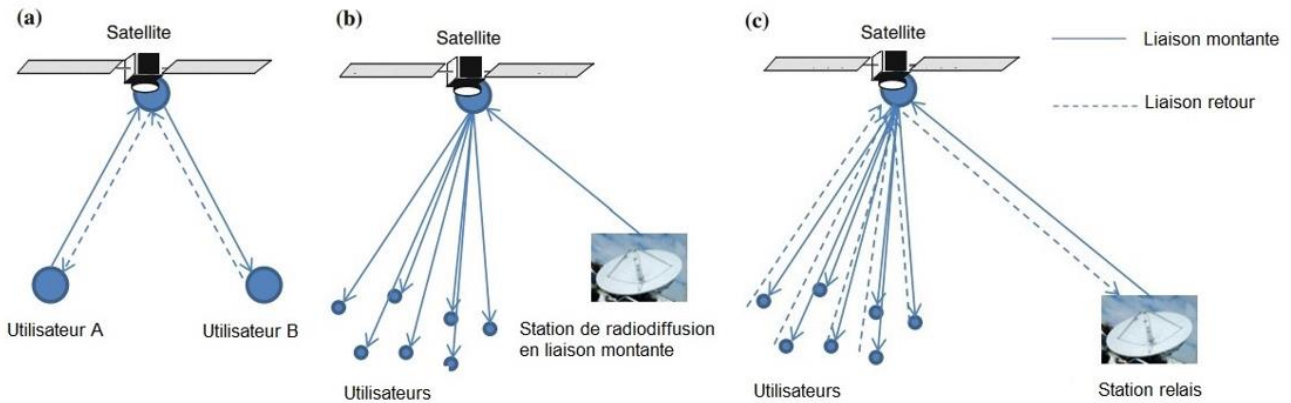 (a)
Satellite
Utilisateur A
Utilisateur B
(b)
Satellite
Station de radiodiffusion
en liaison montante
Utilisateurs
(c)
Satellite
Liaison montante
Liaison retour
Utilisateurs
Station relais